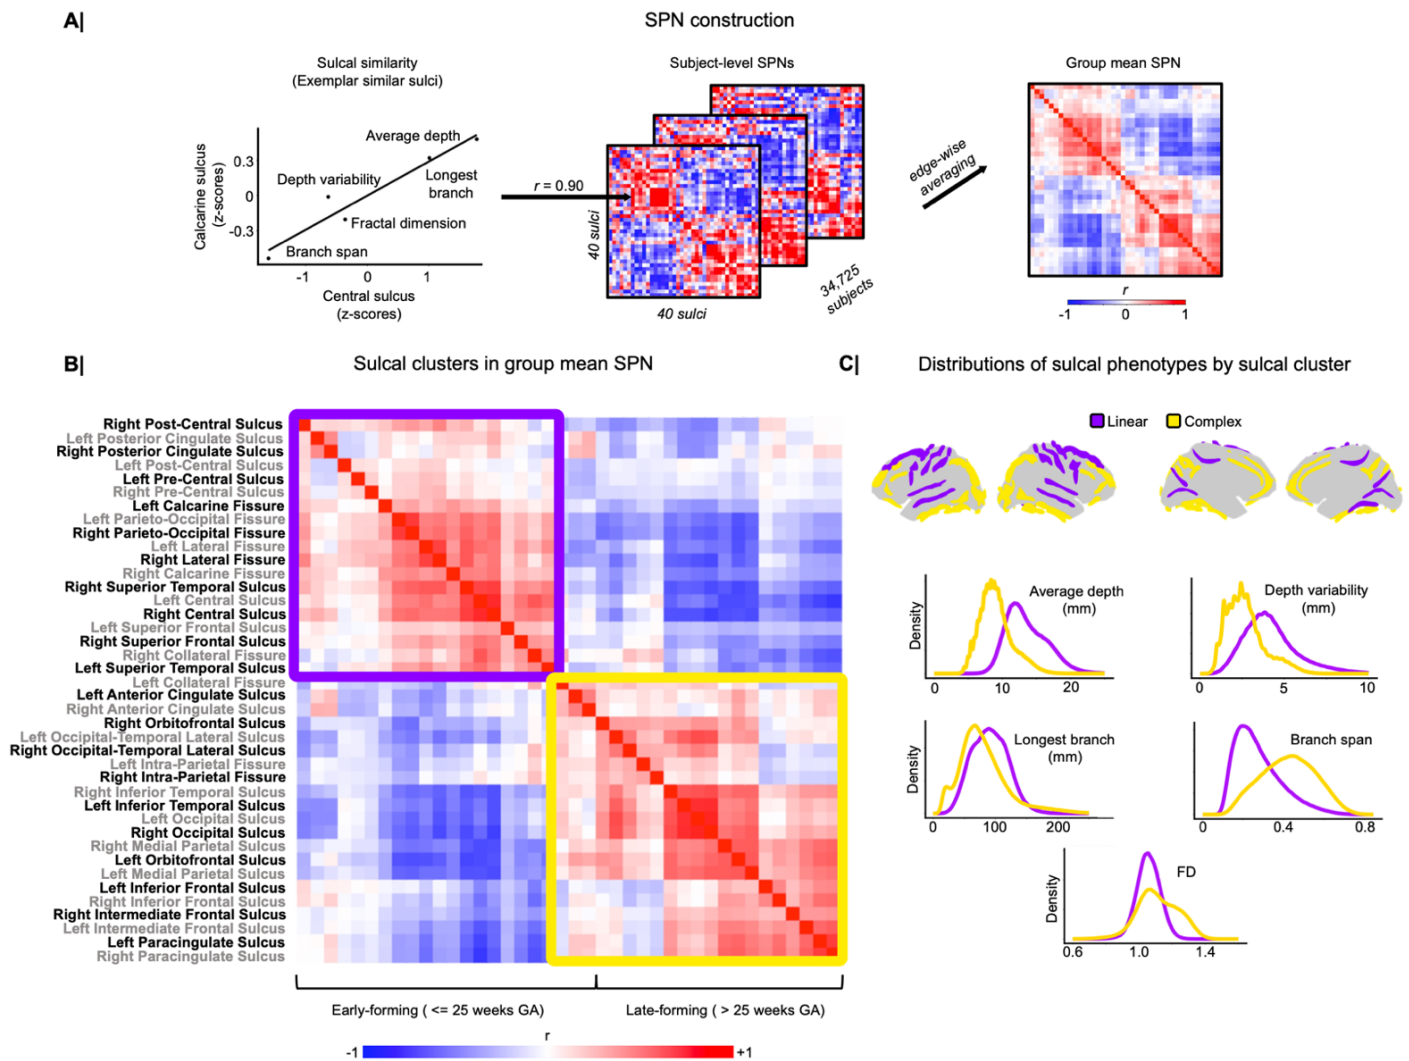 A|
SPN construction
Sulcal similarity
(Exemplar similar sulci)
Subject-level SPNs
Group mean SPN
Calcarine sulcus
(z-scores)
0.3
0
-0.3
Average depth
Depth variability
Longest
branch
Fractal dimension
Branch span
-1
0
1
Central sulcus
(z-scores)
r = 0.90
40 sulci
40 sulci
34,725
subjects
edge-wise
averaging
r
-1
0
1
B|
Sulcal clusters in group mean SPN
Right Post-Central Sulcus
Left Posterior Cingulate Sulcus
Right Posterior Cingulate Sulcus
Left Post-Central Sulcus
Left Pre-Central Sulcus
Right Pre-Central Sulcus
Left Calcarine Fissure
Left Parieto-Occipital Fissure
Right Parieto-Occipital Fissure
Left Lateral Fissure
Right Lateral Fissure
Right Calcarine Fissure
Right Superior Temporal Sulcus
Left Central Sulcus
Right Central Sulcus
Left Superior Frontal Sulcus
Right Superior Frontal Sulcus
Right Collateral Fissure
Left Superior Temporal Sulcus
Left Collateral Fissure
Left Anterior Cingulate Sulcus
Right Anterior Cingulate Sulcus
Right Orbitofrontal Sulcus
Left Occipital-Temporal Lateral Sulcus
Right Occipital-Temporal Lateral Sulcus
Left Intra-Parietal Fissure
Right Intra-Parietal Fissure
Right Inferior Temporal Sulcus
Left Inferior Temporal Sulcus
Left Occipital Sulcus
Right Occipital Sulcus
Right Medial Parietal Sulcus
Left Orbitofrontal Sulcus
Left Medial Parietal Sulcus
Left Inferior Frontal Sulcus
Right Inferior Frontal Sulcus
Right Intermediate Frontal Sulcus
Left Intermediate Frontal Sulcus
Left Paracingulate Sulcus
Right Paracingulate Sulcus
Early-forming ( <= 25 weeks GA)
Late-forming ( > 25 weeks GA)
r
-1
+1
C|
Distributions of sulcal phenotypes by sulcal cluster
Linear
Complex
Density
Average depth
(mm)
0
10
20
Depth variability
(mm)
0
5
10
Density
Longest branch
(mm)
0
100
200
Branch span
0
0.4
0.8
Density
FD
0.6
1.0
1.4